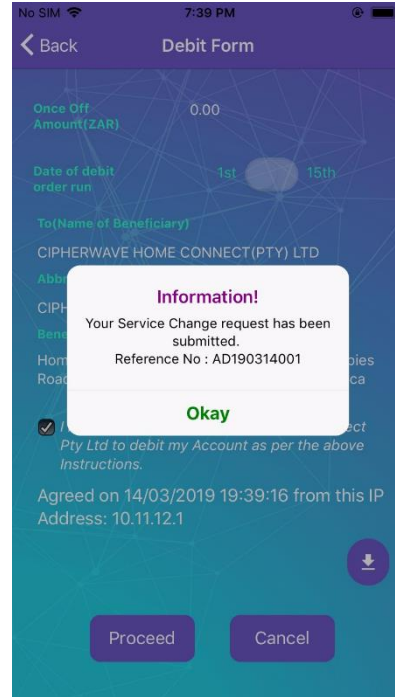 No SIM 7:39 PM
Back Debit Form
Once Off
Amount(ZAR)
0.00
Date of debit
order run
1st 15th
To(Name of Beneficiary)
CIPHERWAVE HOME CONNECT(PTY) LTD
Information!
Your Service Change request has been
submitted.
Reference No : AD190314001
Okay
Pty Ltd to debit my Account as per the above
Instructions.
Agreed on 14/03/2019 19:39:16 from this IP
Address: 10.11.12.1
Proceed Cancel